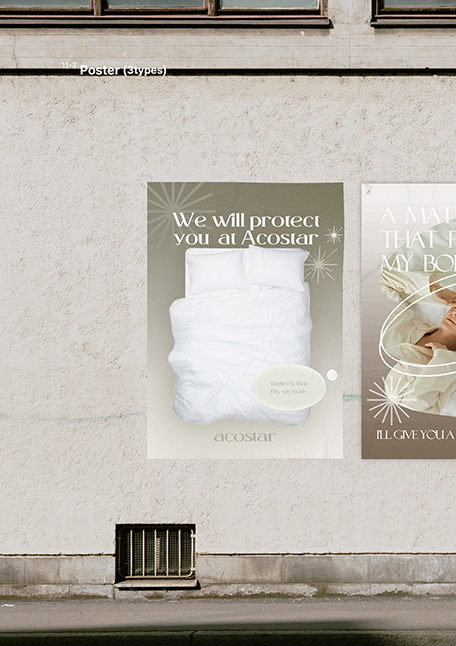 11-7. Poster (3types)
We will protect
you at Acostar
mattress that
fits my body
acostar
A MAT
THAT F
MY BO
I'LL GIVE YOU A